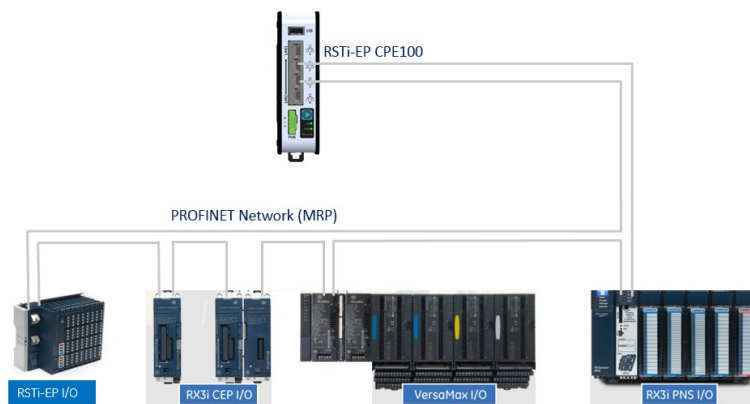 RSTi-EP CPE100
PROFINET Network (MRP)
RSTi-EP I/O
RX3i CEP I/O
VersaMax I/O
RX3i PNS I/O